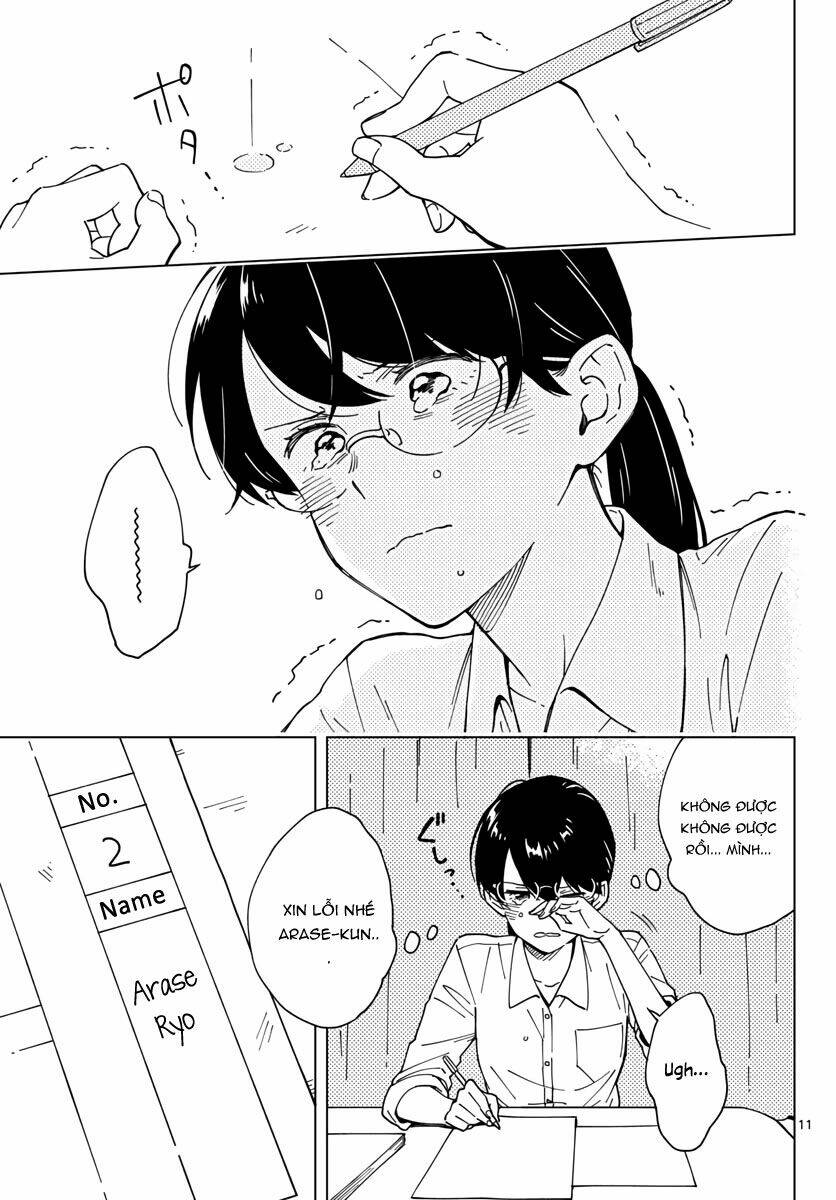 ポタ
KHÔNG ĐƯỢC
KHÔNG ĐƯỢC
RỒI... MÌNH...
ぐしっ...
XIN LỖI NHÉ
ARASE-KUN..
.
Ugh...
No.
2
Name
Arase
Ryo
11